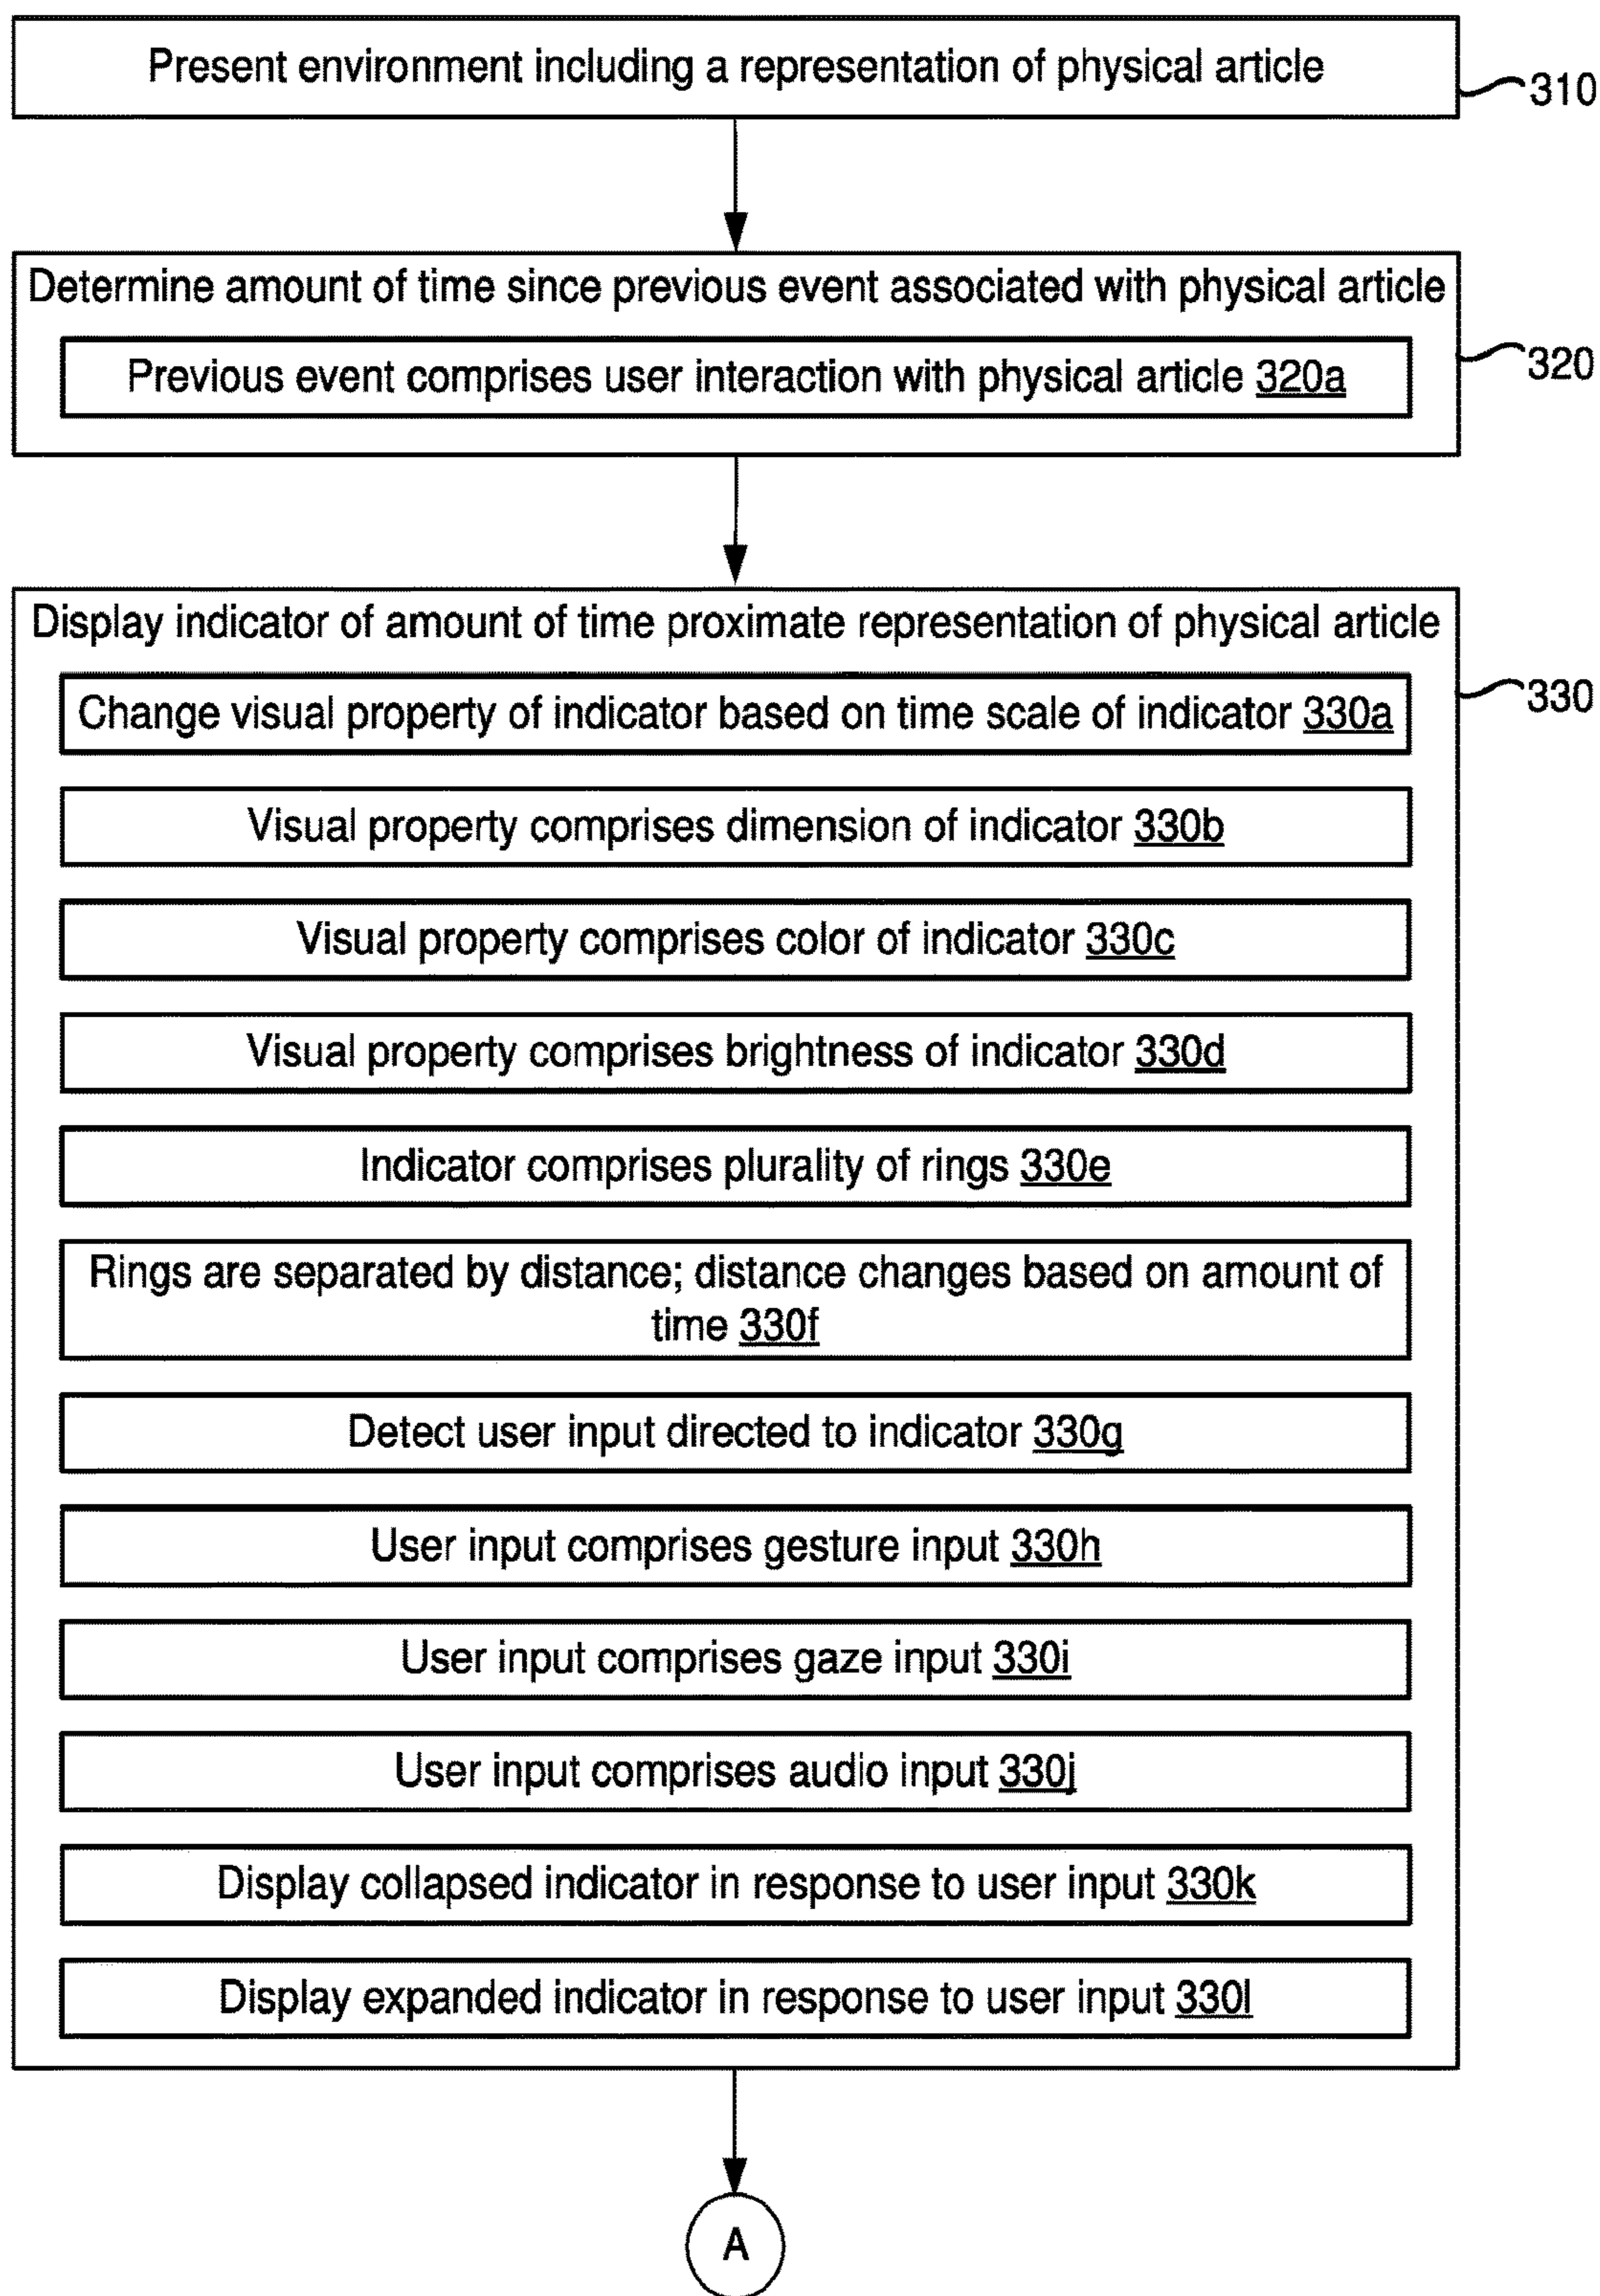 Present environment including a representation of physical article
310
Determine amount of time since previous event associated with physical article
Previous event comprises user interaction with physical article 320a
320
Display indicator of amount of time proximate representation of physical article
Change visual property of indicator based on time scale of indicator 330a
330
Visual property comprises dimension of indicator 330b
Visual property comprises color of indicator 330c
Visual property comprises brightness of indicator 330d
Indicator comprises plurality of rings 330e
Rings are separated by distance; distance changes based on amount of
time 330f
Detect user input directed to indicator 330g
User input comprises gesture input 330h
User input comprises gaze input 330i
User input comprises audio input 330j
Display collapsed indicator in response to user input 330k
Display expanded indicator in response to user input 330l
A